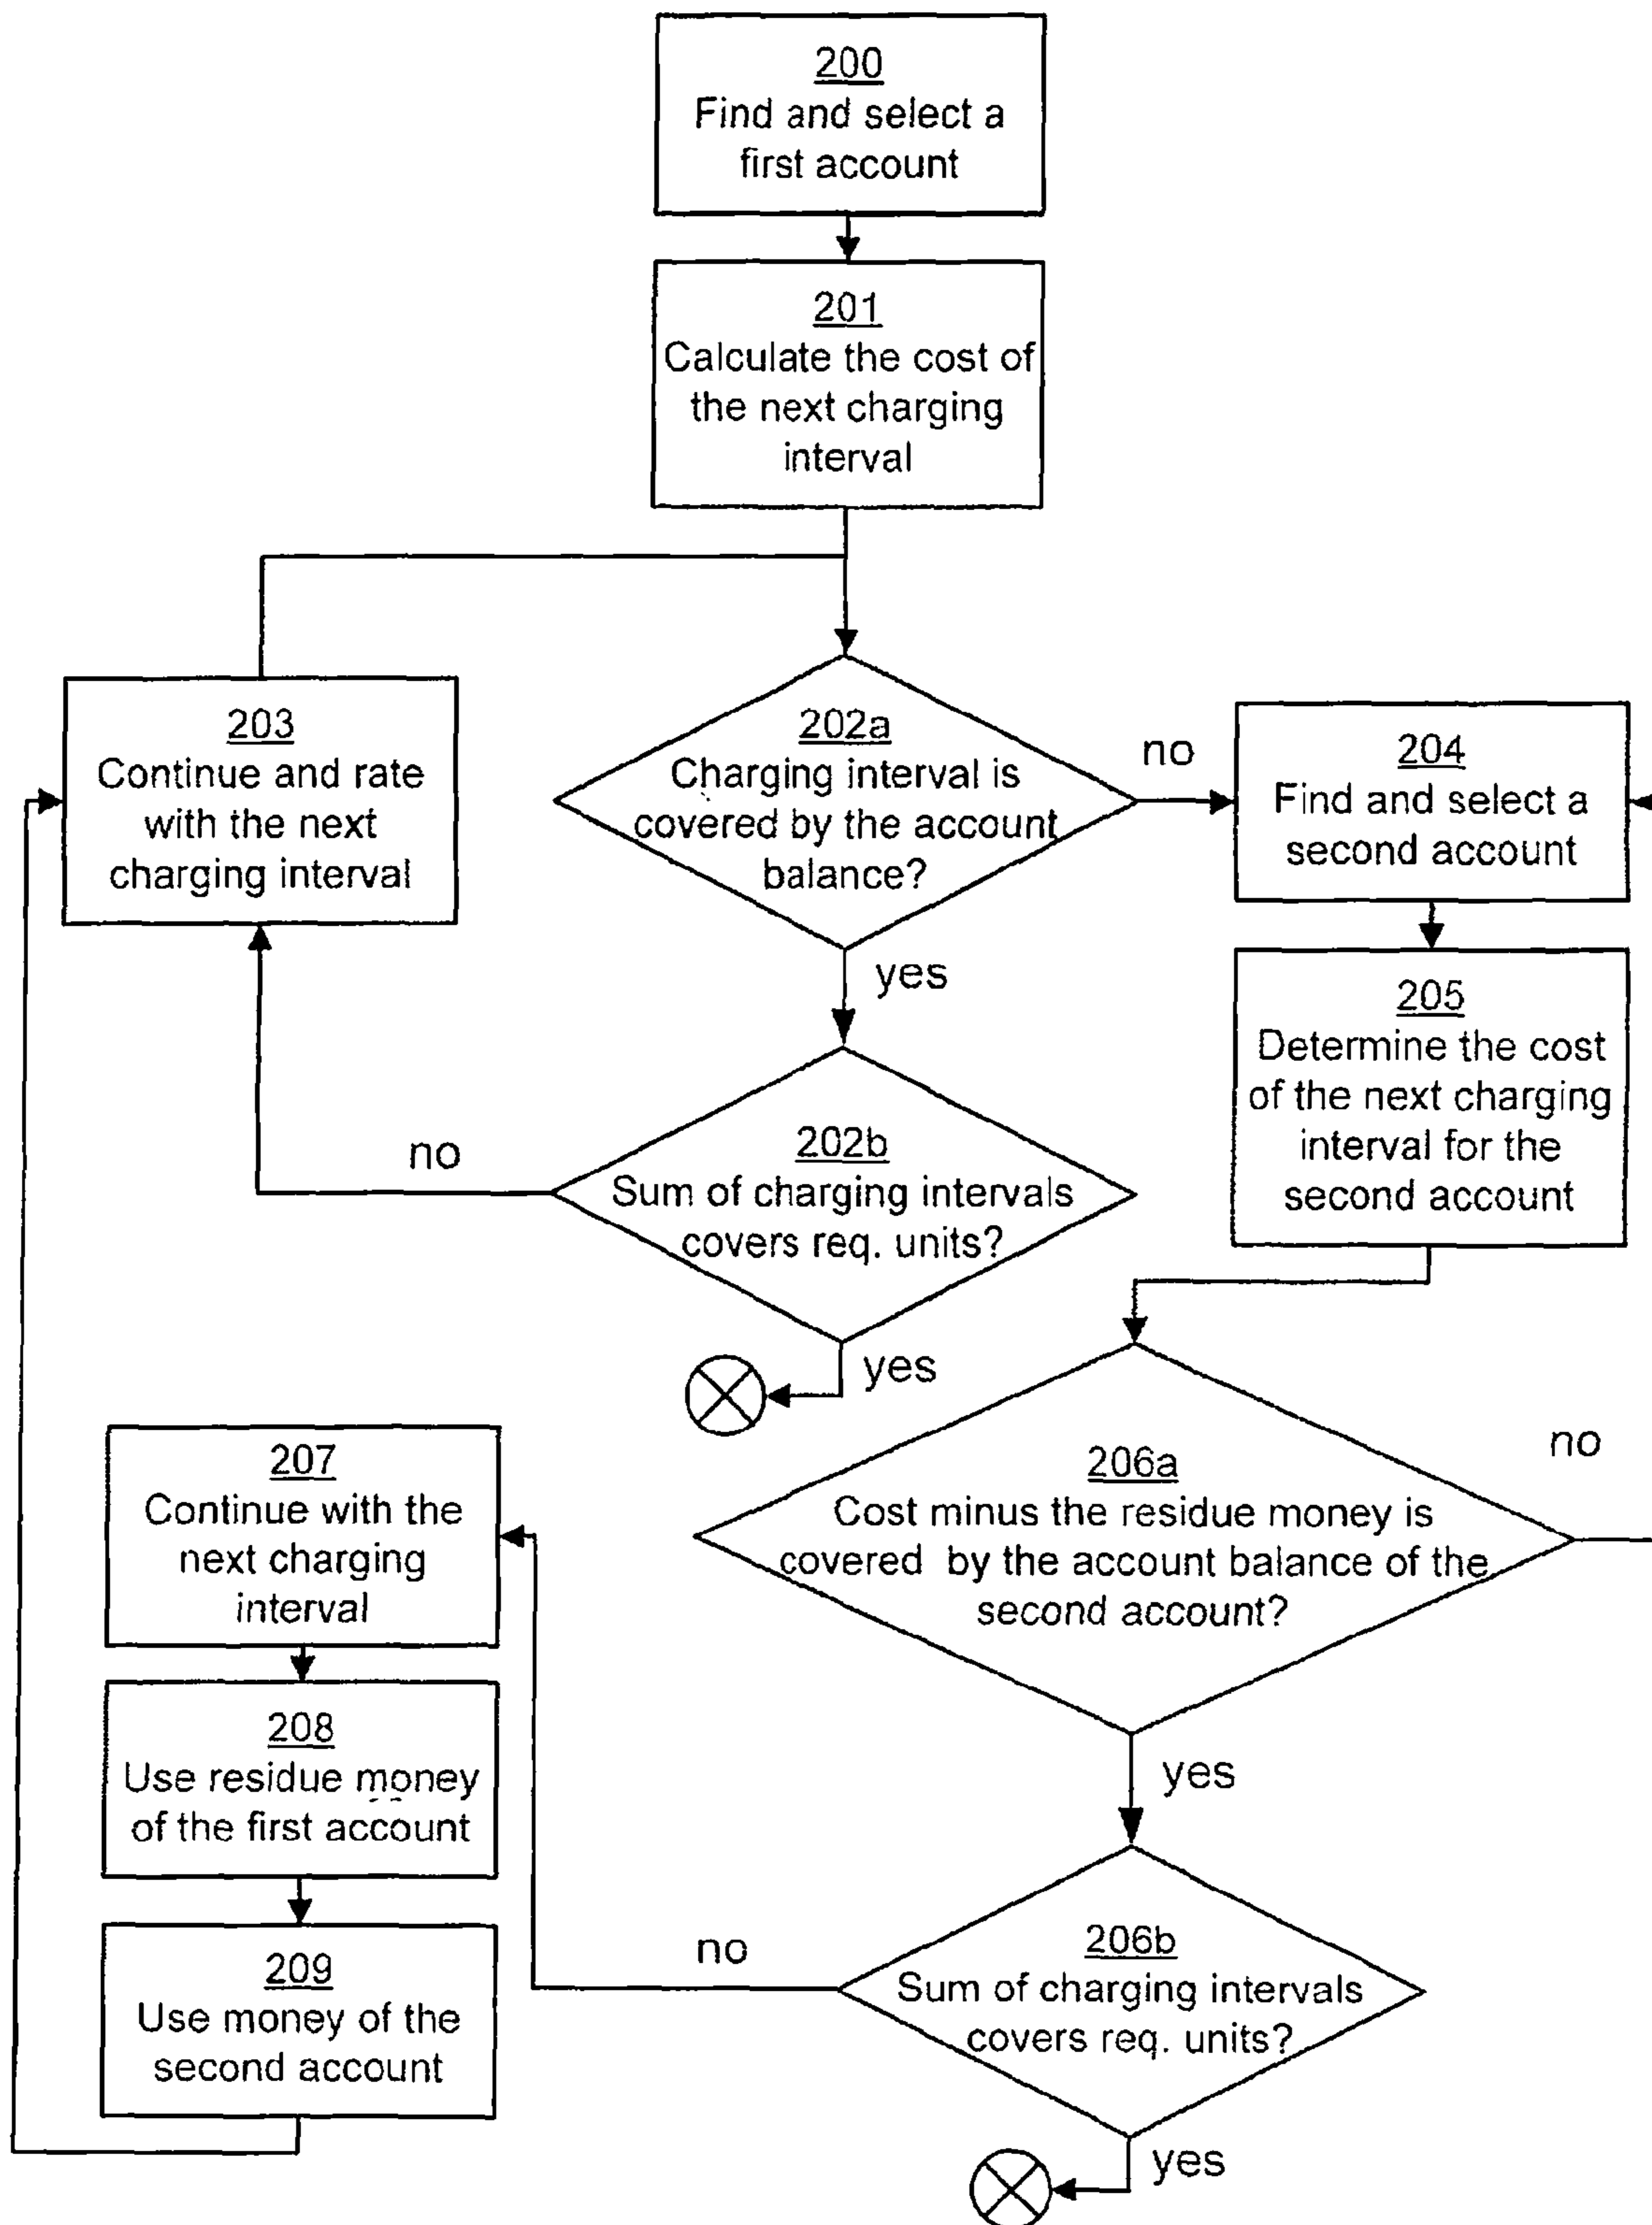 200
Find and select a
first account
201
Calculate the cost of
the next charging
interval
203
Continue and rate
with the next
charging interval
202a
Charging interval is
covered by the account
balance?
no
204
Find and select a
second account
yes
205
Determine the cost
of the next charging
interval for the
second account
no
202b
Sum of charging intervals
covers req. units?
yes
207
Continue with the
next charging
interval
206a
Cost minus the residue money is
covered by the account balance of the
second account?
no
208
Use residue money
of the first account
yes
209
Use money of the
second account
no
206b
Sum of charging intervals
covers req. units?
yes